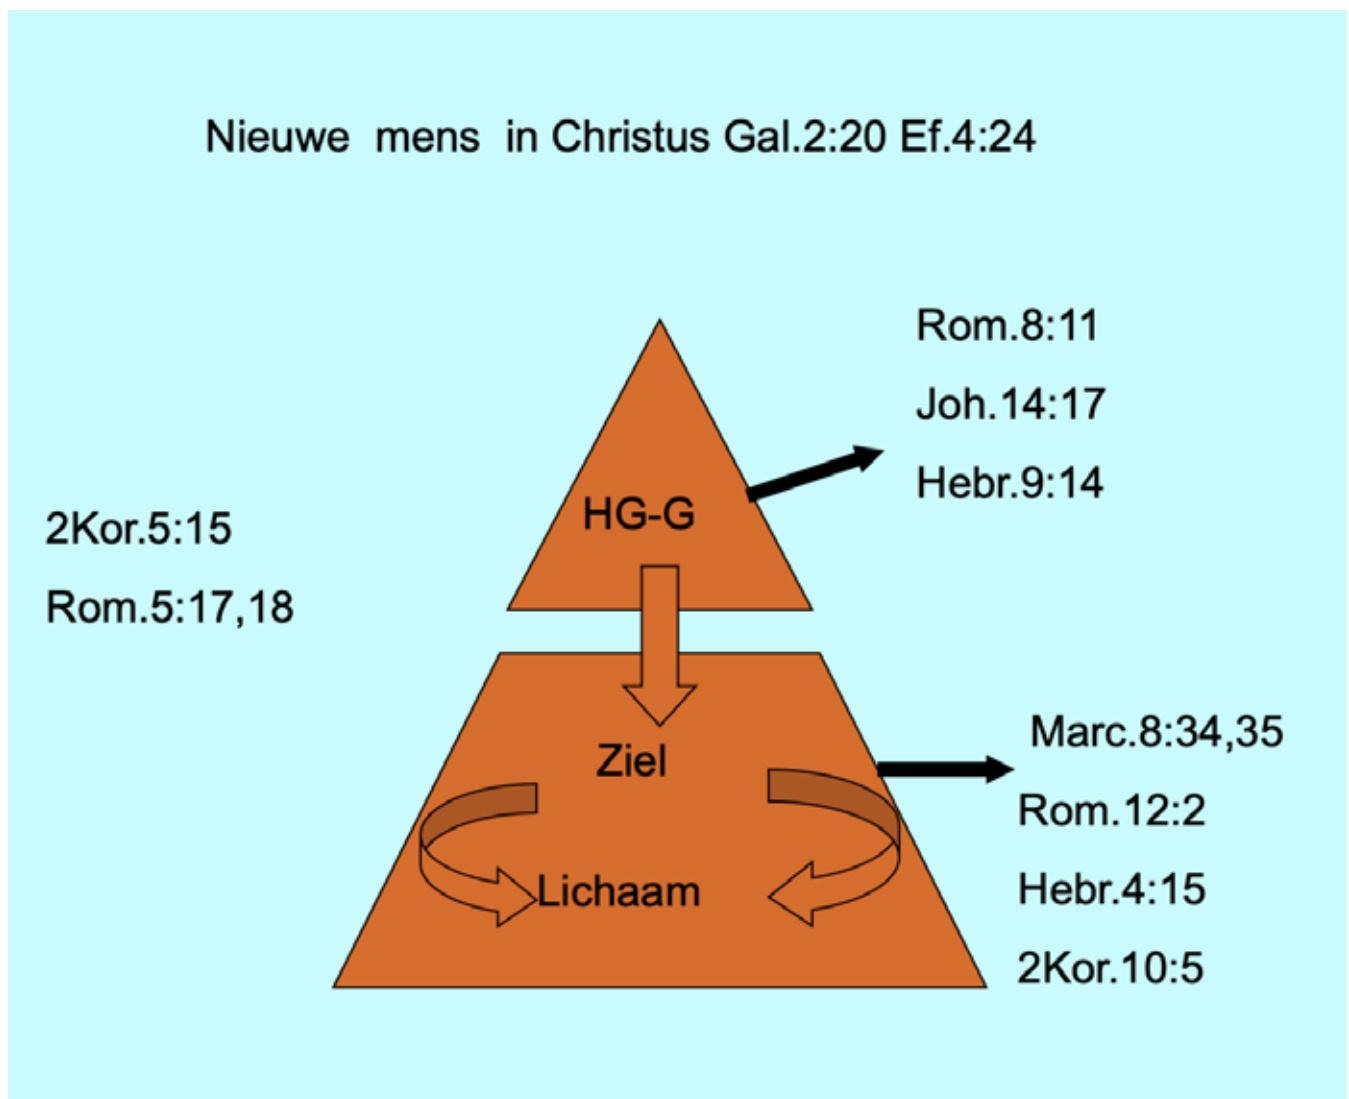 Nieuwe mens in Christus Gal.2:20 Ef.4:24
Rom.8:11
Joh.14:17
Hebr.9:14
HG-G
2Kor.5:15
Rom.5:17,18
Ziel
Lichaam
Marc.8:34,35
Rom.12:2
Hebr.4:15
2Kor.10:5